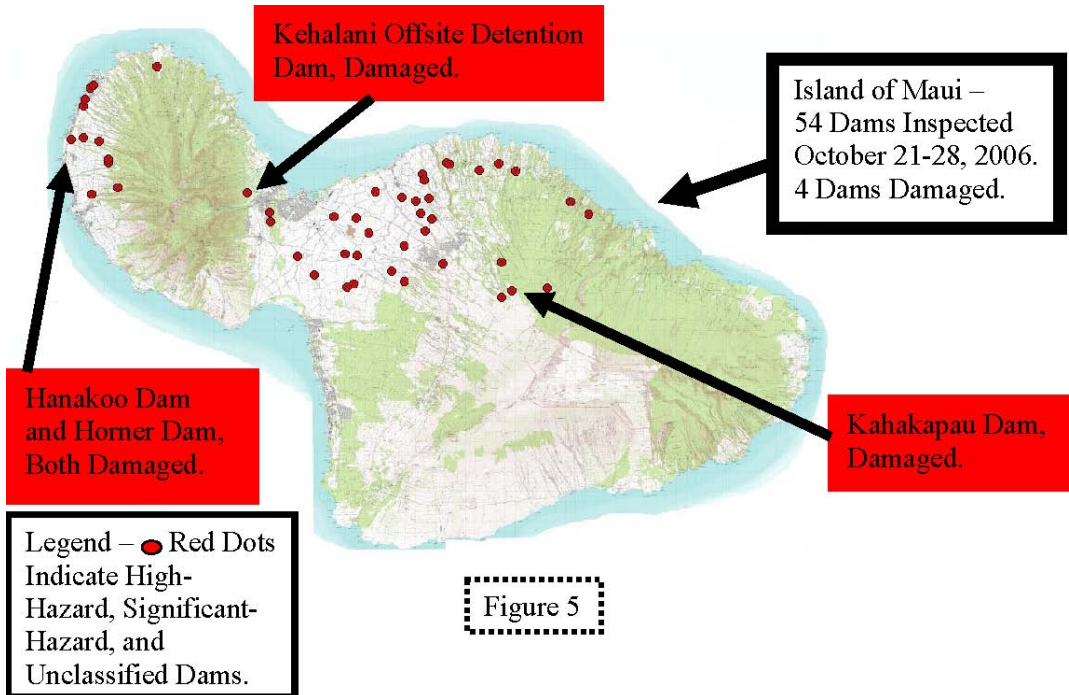 Kehalani Offsite Detention
Dam, Damaged.
Island of Maui –
54 Dams Inspected
October 21-28, 2006.
4 Dams Damaged.
Hanakoo Dam
and Horner Dam,
Both Damaged.
Kahakapau Dam,
Damaged.
Legend – Red Dots
Indicate High-
Hazard, Significant-
Hazard, and
Unclassified Dams.
Figure 5